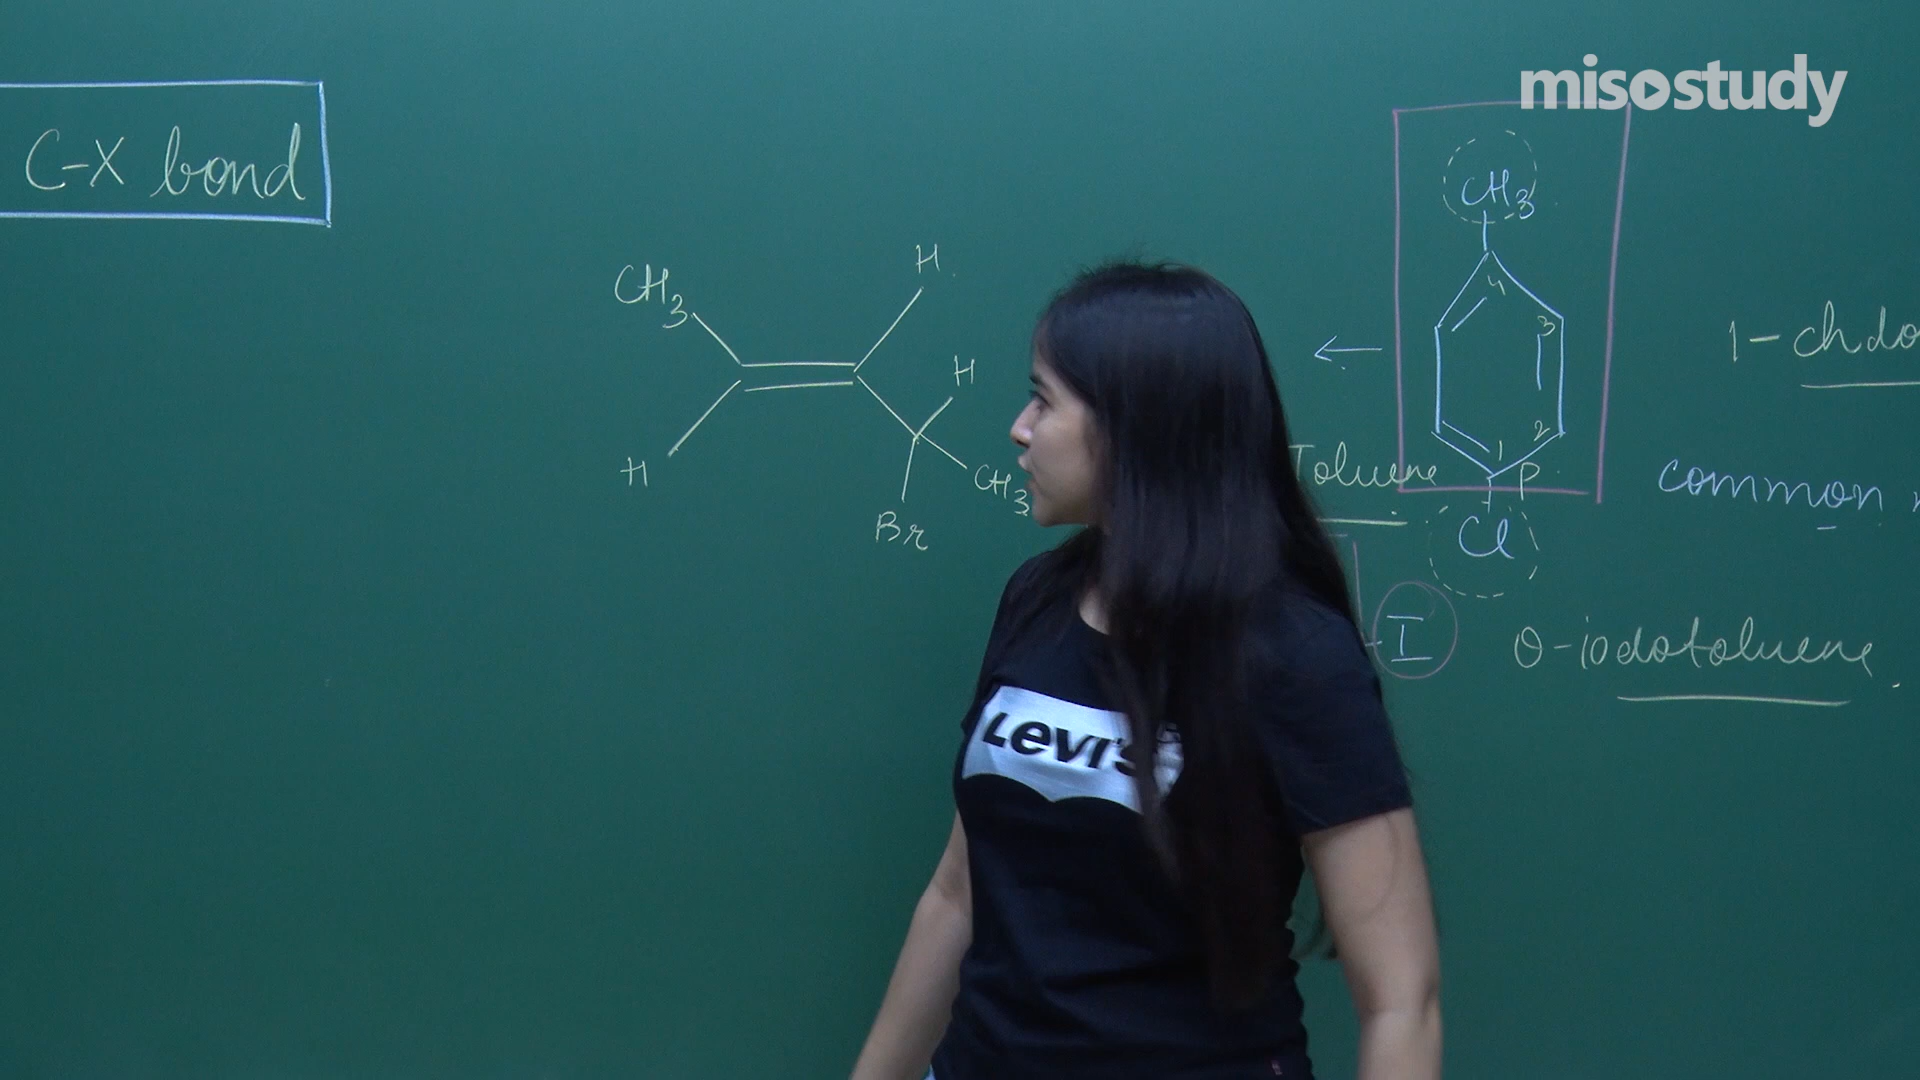 misostudy
C-X bond
CH3
H
H
H
CH3
Br
CH3
4
3
2
1
P
Cl
1-chlo
Toluene
common
I
o-iodotoluene.
Levi's